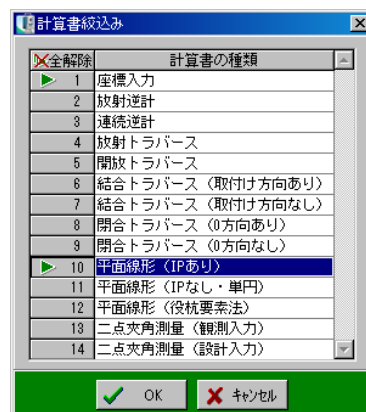 計算書絞込み
全解除 計算書の種類
1 座標入力
2 放射逆計
3 連続逆計
4 放射トラバース
5 開放トラバース
6 結合トラバース（取付け方向あり）
7 結合トラバース（取付け方向なし）
8 閉合トラバース（0方向あり）
9 閉合トラバース（0方向なし）
10 平面線形（IPあり）
11 平面線形（IPなし・単円）
12 平面線形（役杭要素法）
13 二点夾角測量（観測入力）
14 二点夾角測量（設計入力）
OK キャンセル